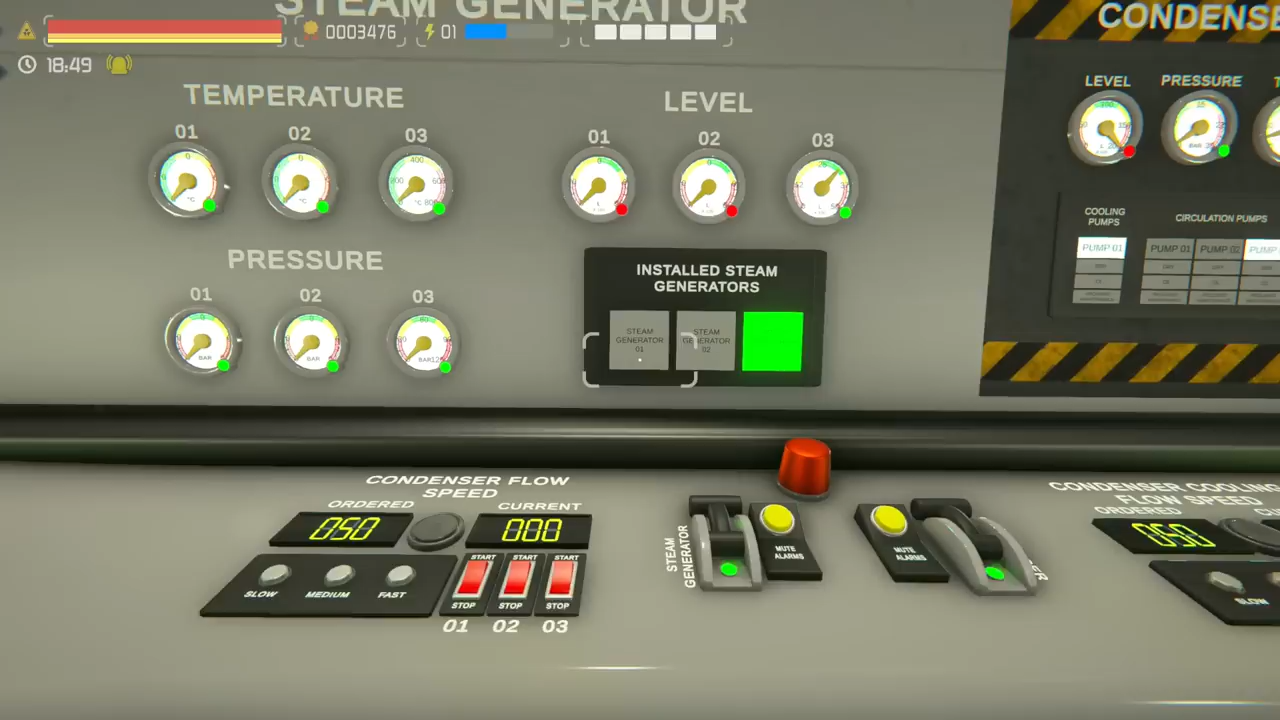 STEAM GENERATOR
0003476
01
18:49
TEMPERATURE
01 02 03
LEVEL
01 02 03
PRESSURE
01 02 03
INSTALLED STEAM
GENERATORS
STEAM
GENERATOR
01
STEAM
GENERATOR
02
CONDENSE
LEVEL PRESSURE
COOLING
PUMPS
CIRCULATION PUMPS
PUMP 01
PUMP 01 PUMP 02
CONDENSER FLOW
SPEED
ORDERED CURRENT
050 000
SLOW MEDIUM FAST
START START START
STOP STOP STOP
01 02 03
STEAM
GENERATOR
MUTE
ALARMS
MUTE
ALARMS
CONDENSER COOLING
FLOW SPEED
ORDERED
050
SLOW